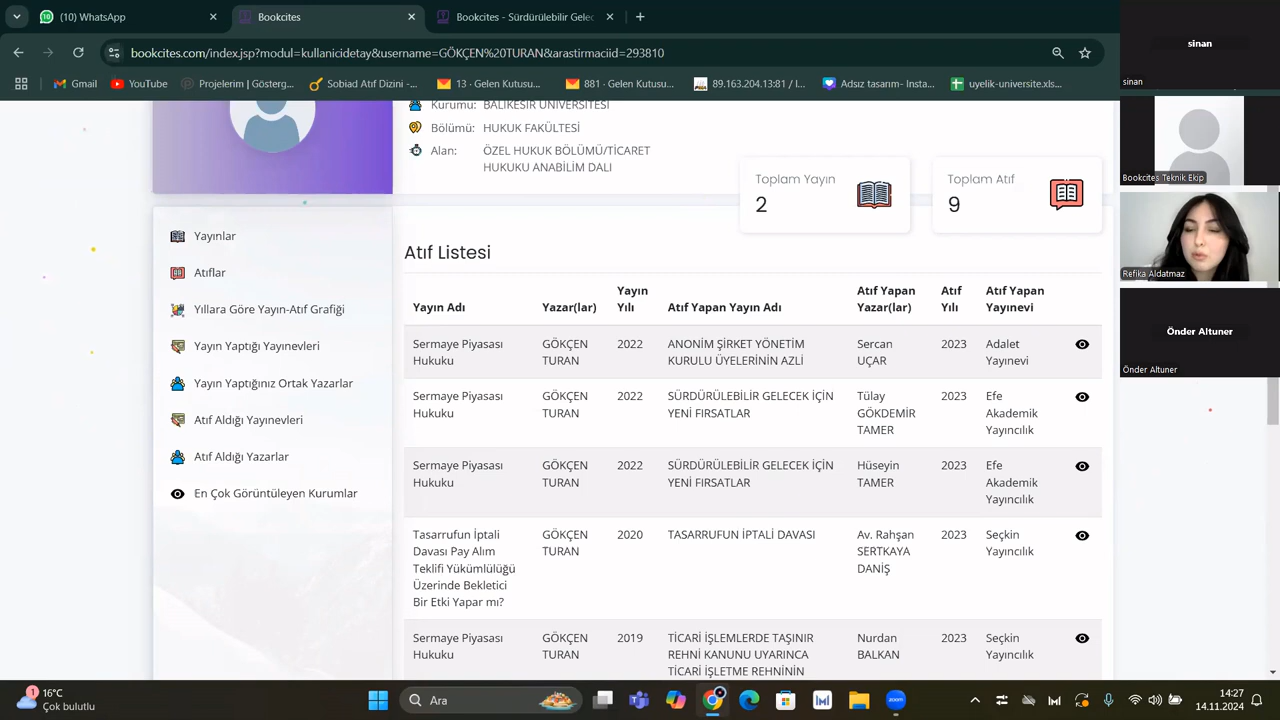 (10) WhatsApp
Bookcites
Bookcites - Sürdürülebilir Gelec
bookcites.com/index.jsp?modul=kullanicidetay&username=GÖKÇEN%20TURAN&arastirmaciid=293810
Gmail
YouTube
Projelerim | Gösterg...
Sobiad Atıf Dizini -...
13 · Gelen Kutusu...
881 · Gelen Kutusu...
89.163.204.13:81 / l...
Adsız tasarım- Insta...
uyelik-universite.xls...
Kurumu: BALIKESİR ÜNİVERSİTESİ
Bölümü: HUKUK FAKÜLTESİ
Alan: ÖZEL HUKUK BÖLÜMÜ/TİCARET
HUKUKU ANABİLİM DALI
Toplam Yayın
2
Toplam Atıf
9
Yayınlar
Atıflar
Yıllara Göre Yayın-Atıf Grafiği
Yayın Yaptığı Yayınevleri
Yayın Yaptığınız Ortak Yazarlar
Atıf Aldığı Yayınevleri
Atıf Aldığı Yazarlar
En Çok Görüntüleyen Kurumlar
Atıf Listesi
Yayın Adı
Yazar(lar)
Yayın
Yılı
Atıf Yapan Yayın Adı
Atıf Yapan
Yazar(lar)
Atıf
Yılı
Atıf Yapan
Yayınevi
Sermaye Piyasası
Hukuku
GÖKÇEN
TURAN
2022
ANONİM ŞİRKET YÖNETİM
KURULU ÜYELERİNİN AZLİ
Sercan
UÇAR
2023
Adalet
Yayınevi
Sermaye Piyasası
Hukuku
GÖKÇEN
TURAN
2022
SÜRDÜRÜLEBİLİR GELECEK İÇİN
YENİ FIRSATLAR
Tülay
GÖKDEMİR
TAMER
2023
Efe
Akademik
Yayıncılık
Sermaye Piyasası
Hukuku
GÖKÇEN
TURAN
2022
SÜRDÜRÜLEBİLİR GELECEK İÇİN
YENİ FIRSATLAR
Hüseyin
TAMER
2023
Efe
Akademik
Yayıncılık
Tasarrufun İptali
Davası Pay Alım
Teklifi Yükümlülüğü
Üzerinde Bekletici
Bir Etki Yapar mı?
GÖKÇEN
TURAN
2020
TASARRUFUN İPTALİ DAVASI
Av. Rahşan
SERTKAYA
DANİŞ
2023
Seçkin
Yayıncılık
Sermaye Piyasası
Hukuku
GÖKÇEN
TURAN
2019
TİCARİ İŞLEMLERDE TAŞINIR
REHNİ KANUNU UYARINCA
TİCARİ İŞLETME REHNİNİN
Nurdan
BALKAN
2023
Seçkin
Yayıncılık
sinan
sinan
Bookcites Teknik Ekip
Refika Aldatmaz
Önder Altuner
Önder Altuner
1
16°C
Çok bulutlu
Ara
zoom
14:27
14.11.2024